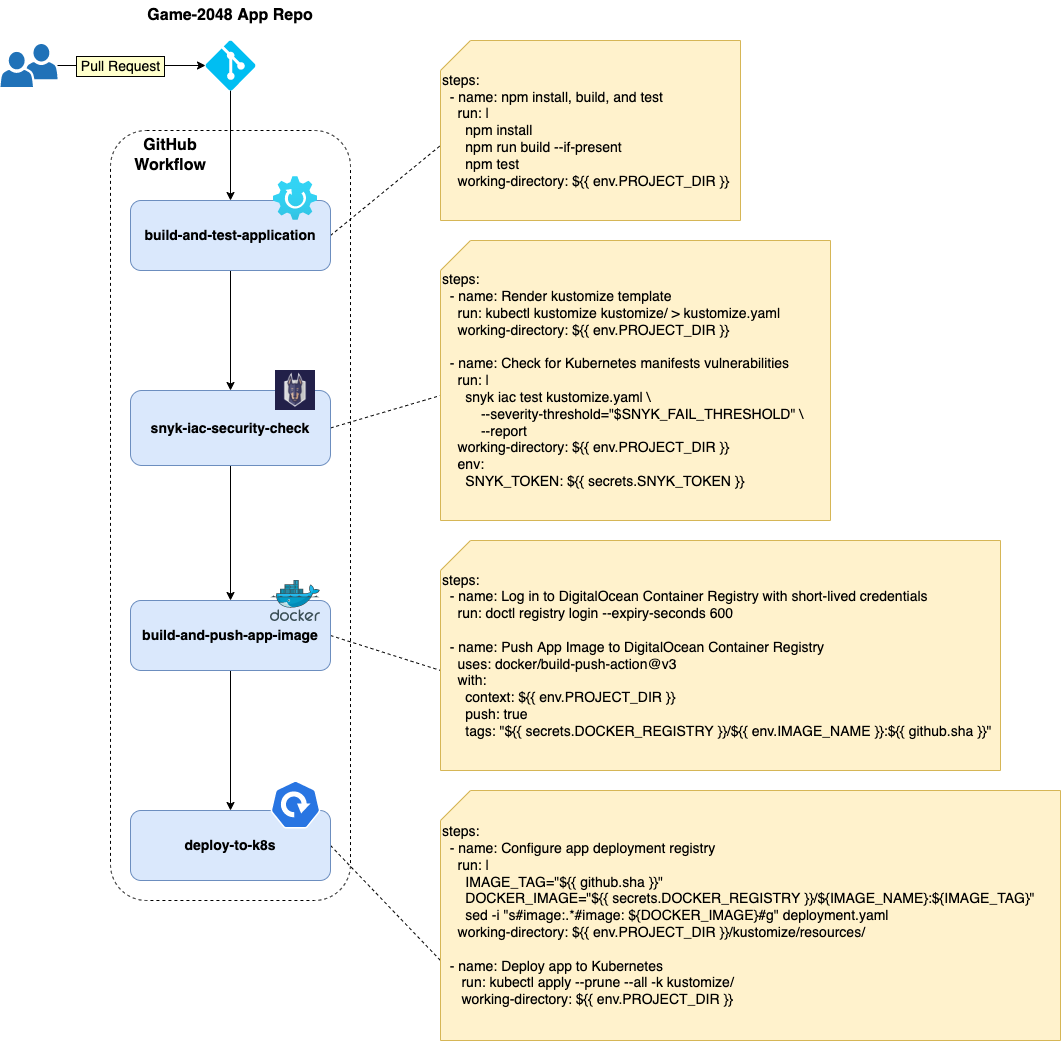 Game-2048 App Repo
Pull Request
GitHub
Workflow
build-and-test-application
steps:
- name: npm install, build, and test
run: |
npm install
npm run build --if-present
npm test
working-directory: ${{ env.PROJECT_DIR }}
snyk-iac-security-check
steps:
- name: Render kustomize template
run: kubectl kustomize kustomize/ > kustomize.yaml
working-directory: ${{ env.PROJECT_DIR }}
- name: Check for Kubernetes manifests vulnerabilities
run: |
snyk iac test kustomize.yaml \
--severity-threshold="$SNYK_FAIL_THRESHOLD" \
--report
working-directory: ${{ env.PROJECT_DIR }}
env:
SNYK_TOKEN: ${{ secrets.SNYK_TOKEN }}
docker
build-and-push-app-image
steps:
- name: Log in to DigitalOcean Container Registry with short-lived credentials
run: doctl registry login --expiry-seconds 600
- name: Push App Image to DigitalOcean Container Registry
uses: docker/build-push-action@v3
with:
context: ${{ env.PROJECT_DIR }}
push: true
tags: "${{ secrets.DOCKER_REGISTRY }}/${{ env.IMAGE_NAME }}:${{ github.sha }}"
deploy-to-k8s
steps:
- name: Configure app deployment registry
run: |
IMAGE_TAG="${{ github.sha }}"
DOCKER_IMAGE="${{ secrets.DOCKER_REGISTRY }}/${IMAGE_NAME}:${IMAGE_TAG}"
sed -i "s#image:.*#image: ${DOCKER_IMAGE}#g" deployment.yaml
working-directory: ${{ env.PROJECT_DIR }}/kustomize/resources/
- name: Deploy app to Kubernetes
run: kubectl apply --prune --all -k kustomize/
working-directory: ${{ env.PROJECT_DIR }}